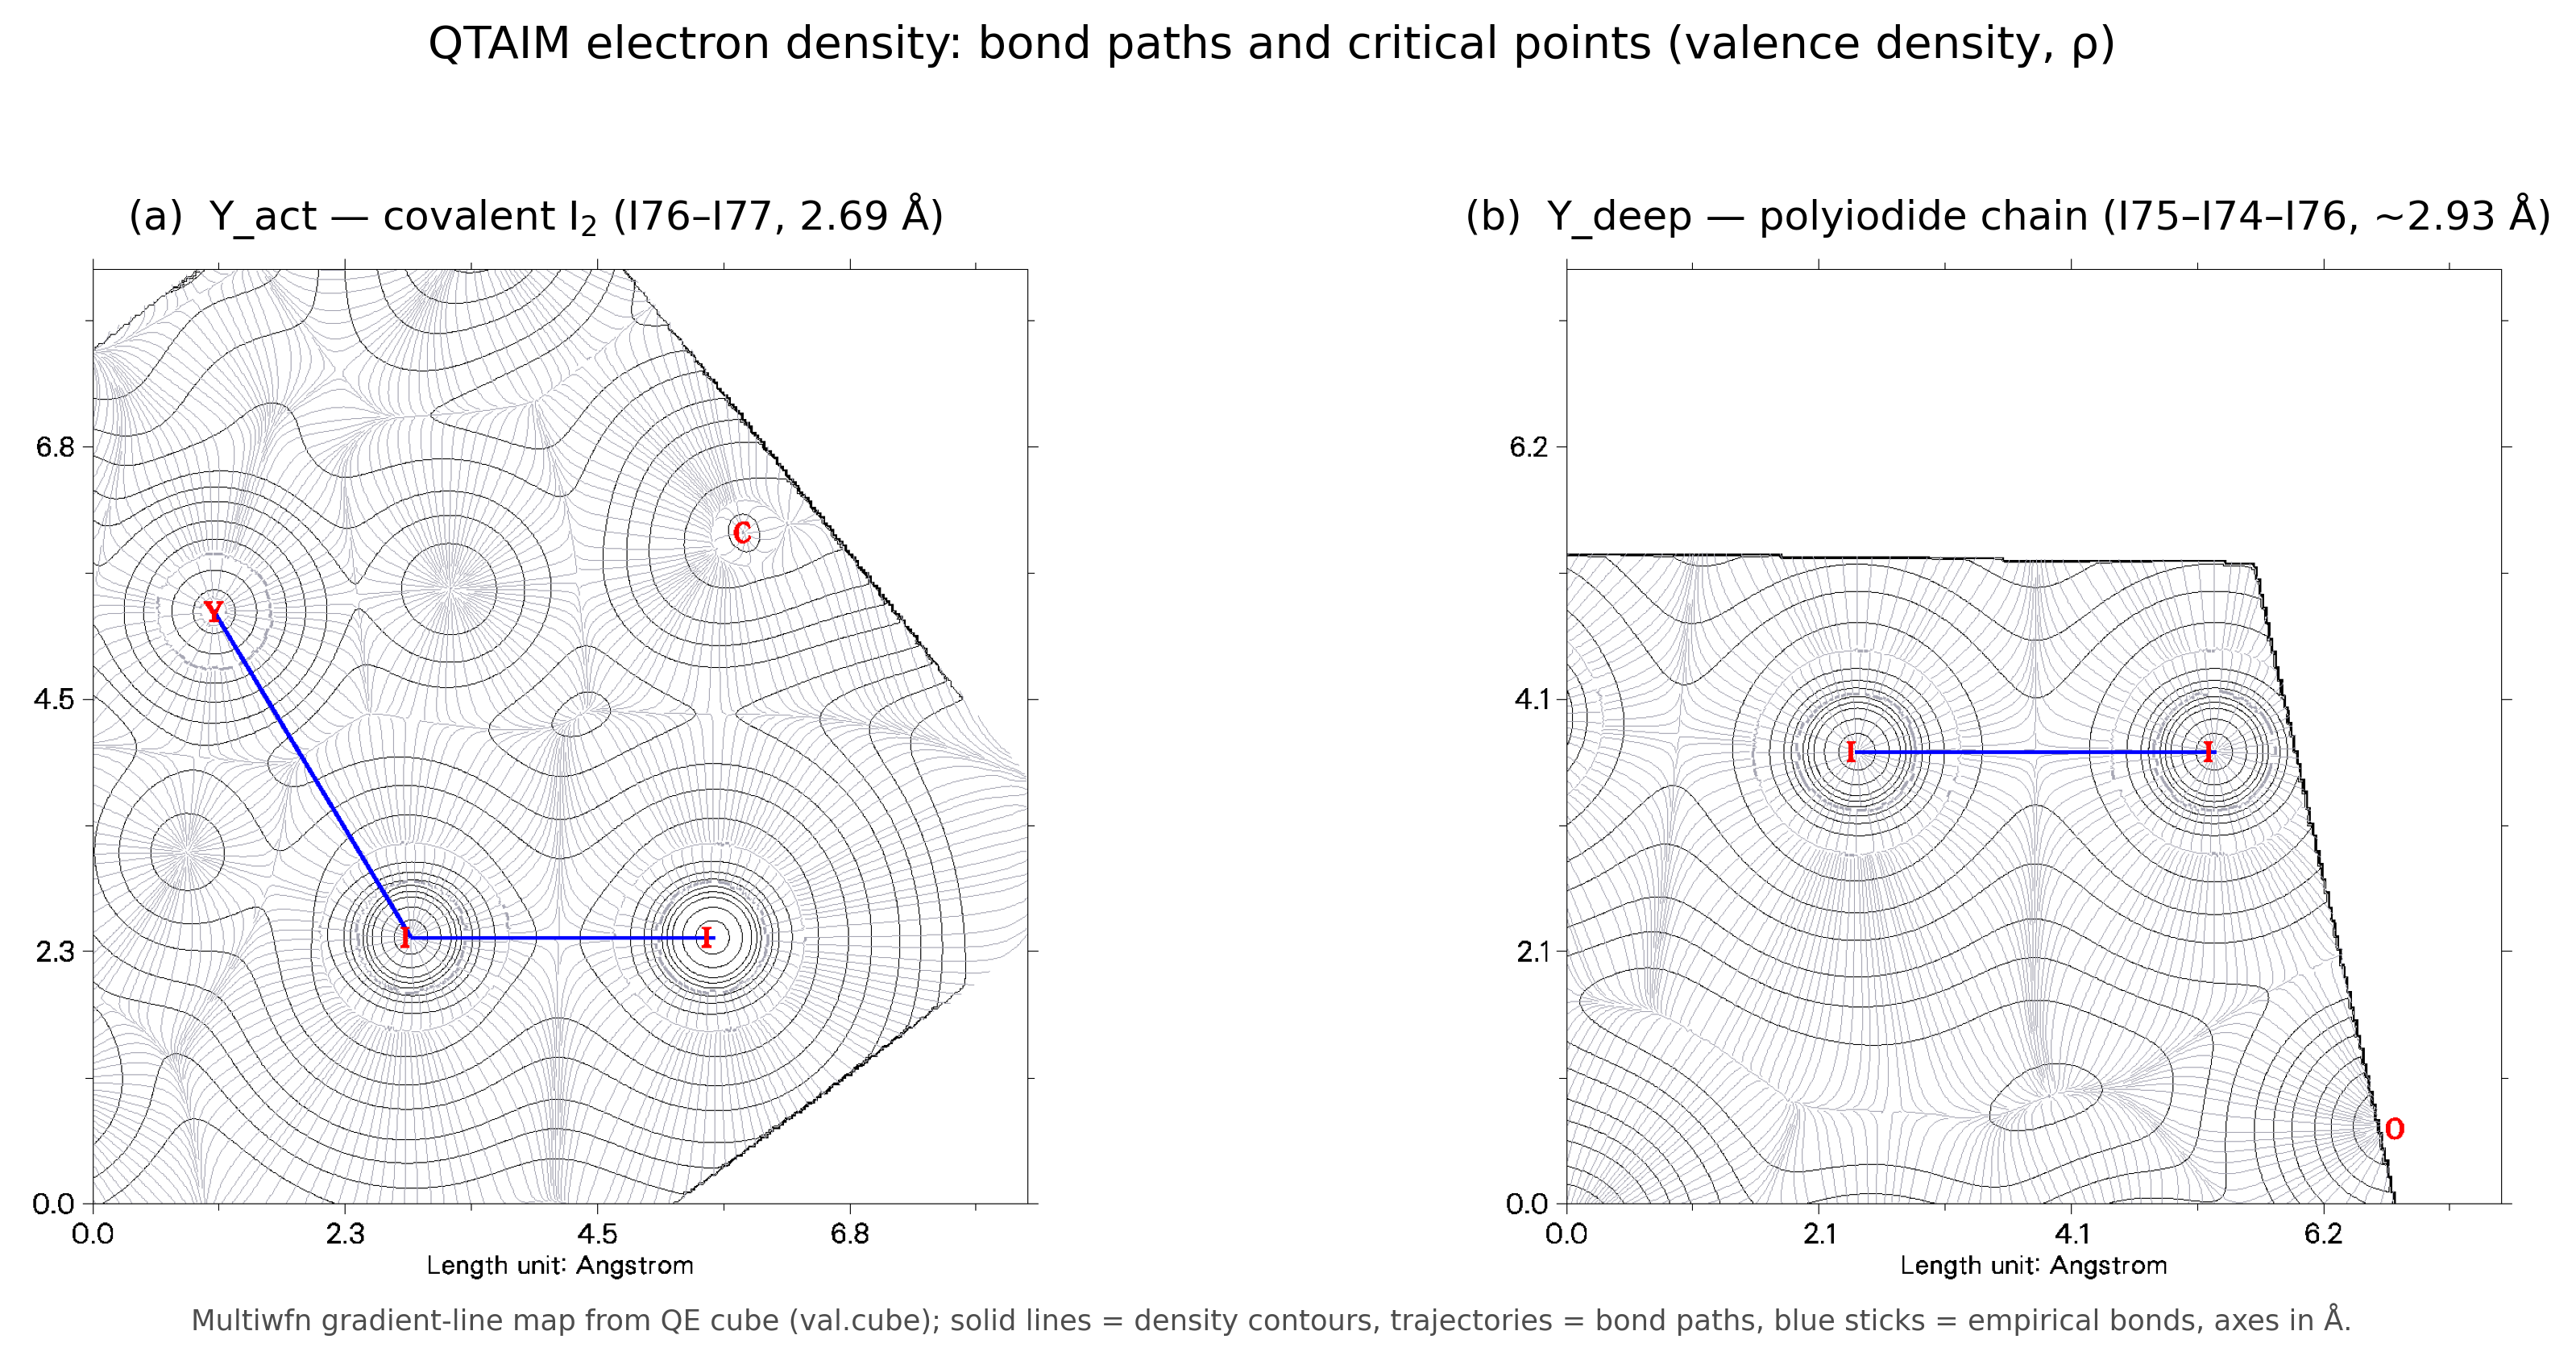 QTAIM electron density: bond paths and critical points (valence density, ρ)
(a) Y_act — covalent I₂ (I76–I77, 2.69 Å)
(b) Y_deep — polyiodide chain (I75–I74–I76, ~2.93 Å)
6.8
C
Y
4.5
I I
2.3
0.0
0.0 2.3 4.5 6.8
Length unit: Angstrom
6.2
4.1
I I
2.1
O
0.0
0.0 2.1 4.1 6.2
Length unit: Angstrom
Multiwfn gradient-line map from QE cube (val.cube); solid lines = density contours, trajectories = bond paths, blue sticks = empirical bonds, axes in Å.